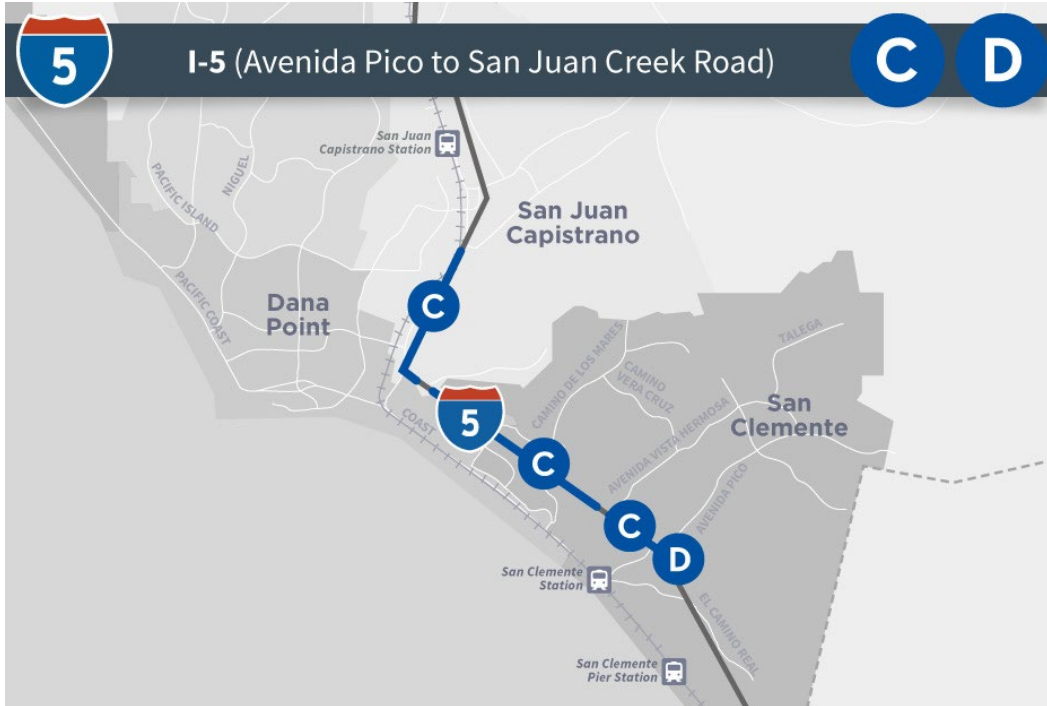 5
I-5 (Avenida Pico to San Juan Creek Road)
C
D
San Juan
Capistrano Station
NIGUEL
PACIFIC ISLAND
San Juan
Capistrano
PACIFIC COAST
Dana
Point
C
CAMINO DE LOS MARES
TALEGA
CAMINO
VERA CRUZ
5
COAST
San
Clemente
AVENIDA VISTA HERMOSA
C
AVENIDA PICO
C
D
San Clemente
Station
EL CAMINO REAL
San Clemente
Pier Station